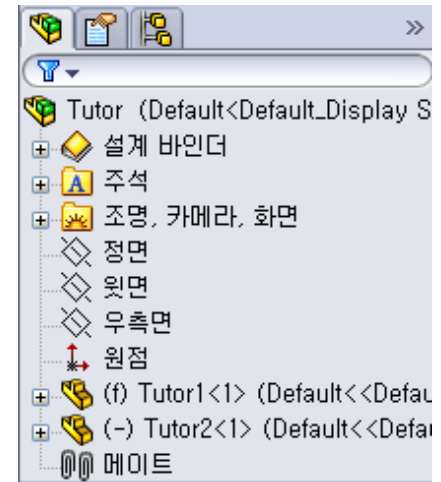 »
Tutor (Default<Default_Display S
설계 바인더
A 주석
조명, 카메라, 화면
정면
윗면
우측면
원점
(f) Tutor1<1> (Default<<Defau
(-) Tutor2<1> (Default<<Defau
메이트